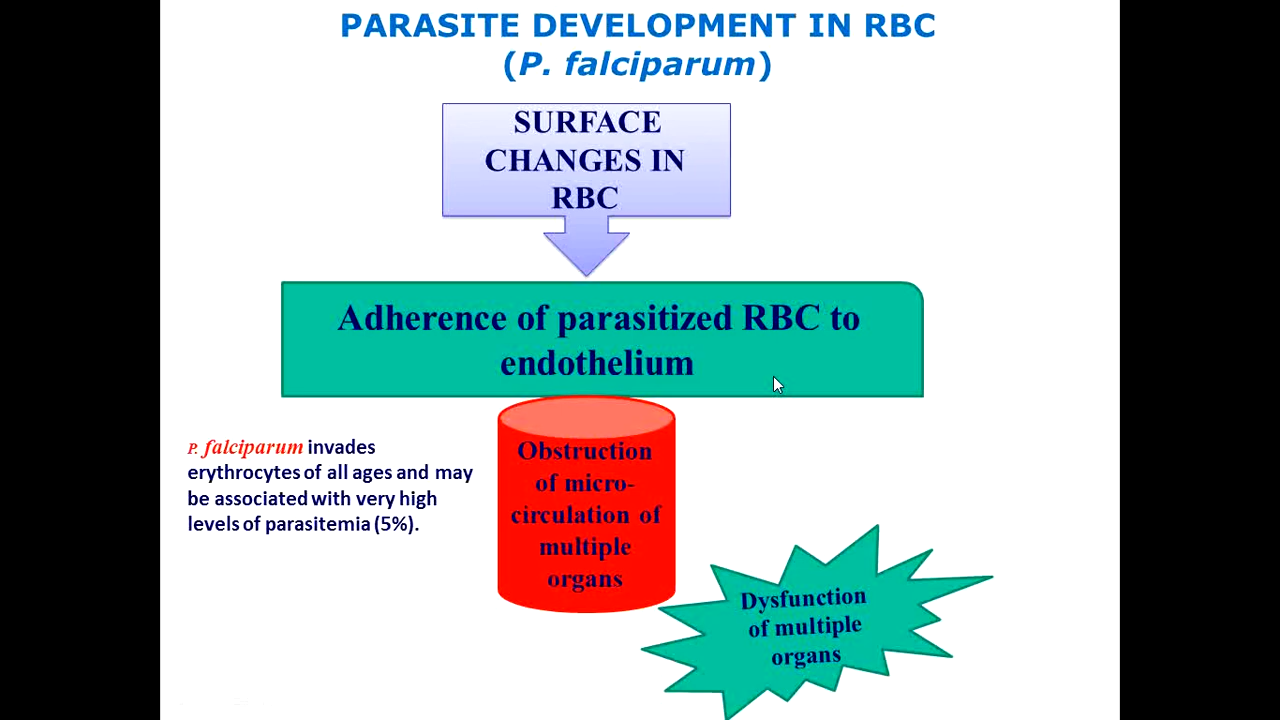 PARASITE DEVELOPMENT IN RBC
(P. falciparum)
SURFACE
CHANGES IN
RBC
Adherence of parasitized RBC to
endothelium
P. falciparum invades
erythrocytes of all ages and may
be associated with very high
levels of parasitemia (5%).
Obstruction
of micro-
circulation of
multiple
organs
Dysfunction
of multiple
organs